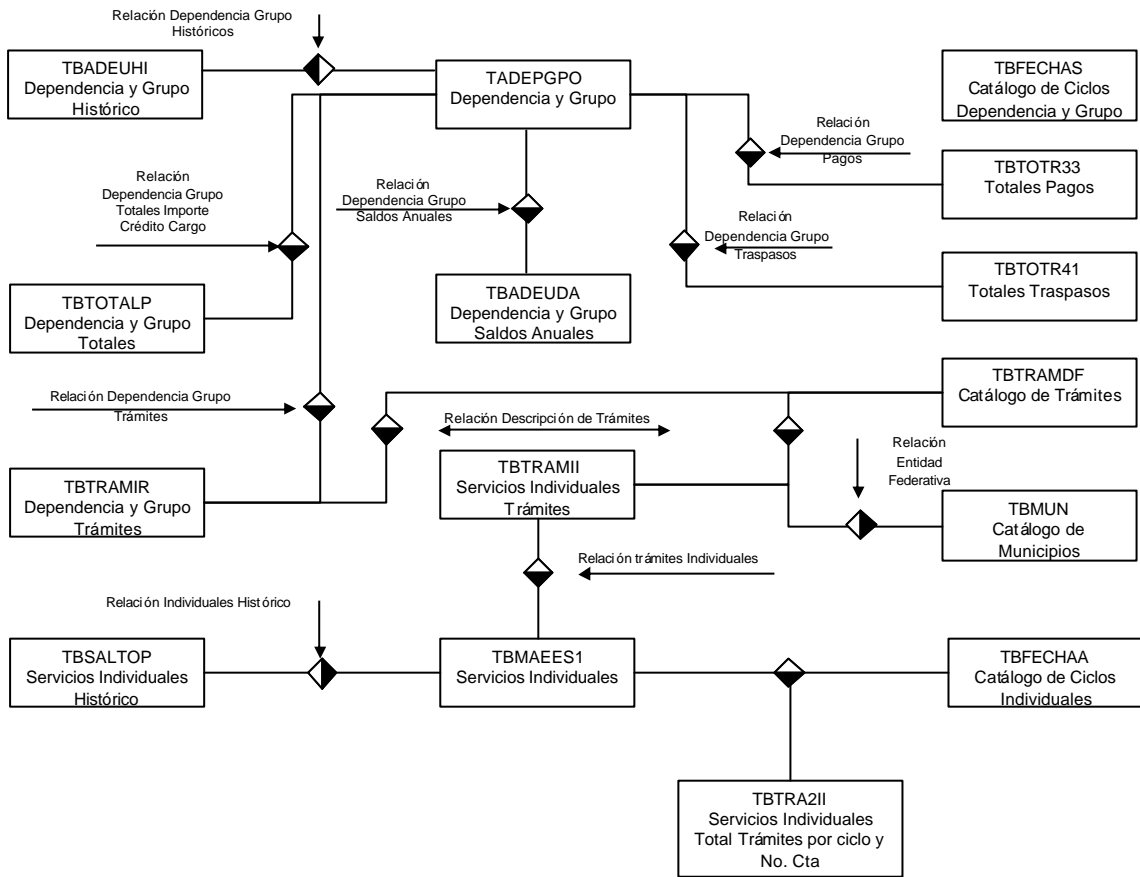 Relación Dependencia Grupo
Históricos
TBADEUHI
Dependencia y Grupo
Histórico
TADEPGPO
Dependencia y Grupo
TBFECHAS
Catálogo de Ciclos
Dependencia y Grupo
Relación
Dependencia Grupo
Pagos
TBTOTR33
Totales Pagos
Relación
Dependencia Grupo
Totales Importe
Crédito Cargo
Relación
Dependencia Grupo
Saldos Anuales
Relación
Dependencia Grupo
Traspasos
TBTOTR41
Totales Traspasos
TBTOTALP
Dependencia y Grupo
Totales
TBADEUDA
Dependencia y Grupo
Saldos Anuales
TBTRAMDF
Catálogo de Trámites
Relación Dependencia Grupo
Trámites
Relación Descripción de Trámites
Relación
Entidad
Federativa
TBTRAMIR
Dependencia y Grupo
Trámites
TBTRAMII
Servicios Individuales
Trámites
TBMUN
Catálogo de
Municipios
Relación trámites Individuales
Relación Individuales Histórico
TBSALTOP
Servicios Individuales
Histórico
TBMAEES1
Servicios Individuales
TBFECHAA
Catálogo de Ciclos
Individuales
TBTRA2II
Servicios Individuales
Total Trámites por ciclo y
No. Cta